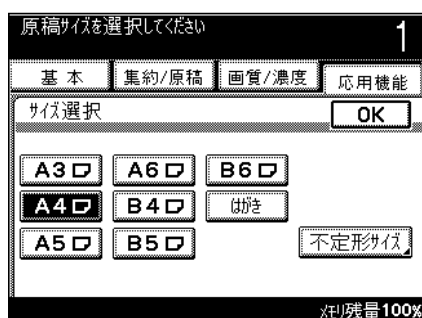 原稿ｻｲｽﾞを選択してください
1
基本 集約/原稿 画質/濃度 応用機能
ｻｲｽﾞ選択 OK
A3 A6 B6
A4 B4 はがき
A5 B5 不定形ｻｲｽﾞ
ﾒﾓﾘ残量100%